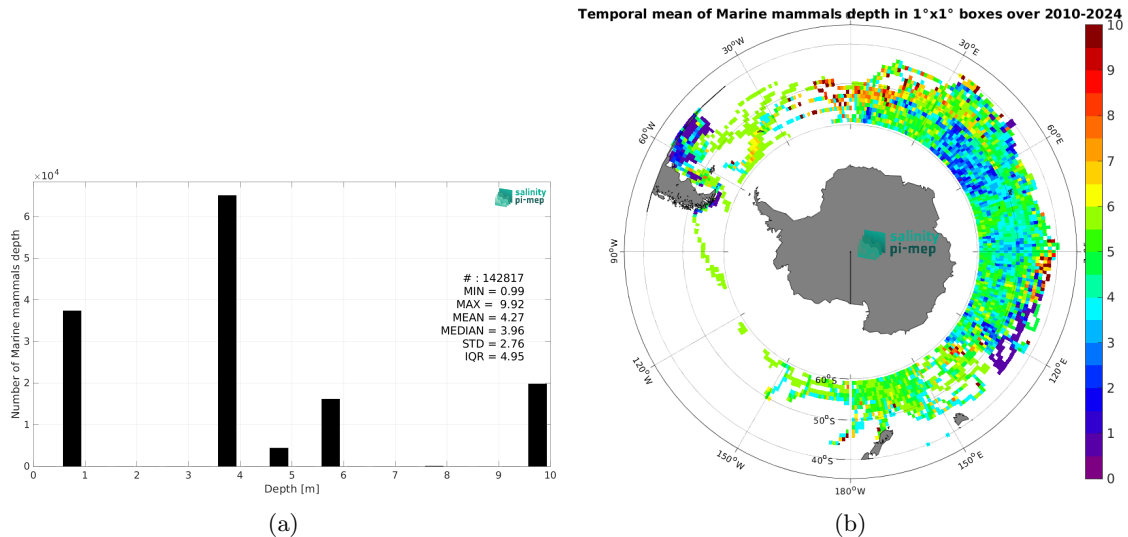 Temporal mean of Marine mammals depth in 1°x1° boxes over 2010-2024
×10⁴
6
5
4
3
2
1
0
Number of Marine mammals depth
salinity
pi-mep
# : 142817
MIN = 0.99
MAX = 9.92
MEAN = 4.27
MEDIAN = 3.96
STD = 2.76
IQR = 4.95
0 1 2 3 4 5 6 7 8 9 10
Depth [m]
(a)
30°W
30°E
60°W
60°E
90°W
120°W
120°E
150°W
150°E
180°W
60°S
50°S
40°S
salinity
pi-mep
10
9
8
7
6
5
4
3
2
1
0
(b)